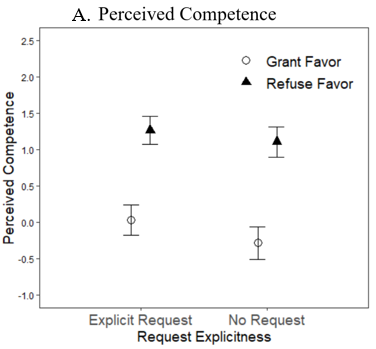 A. Perceived Competence
Grant Favor
Refuse Favor
Perceived Competence
2.5
2.0
1.5
1.0
0.5
0.0
-0.5
-1.0
Explicit Request No Request
Request Explicitness